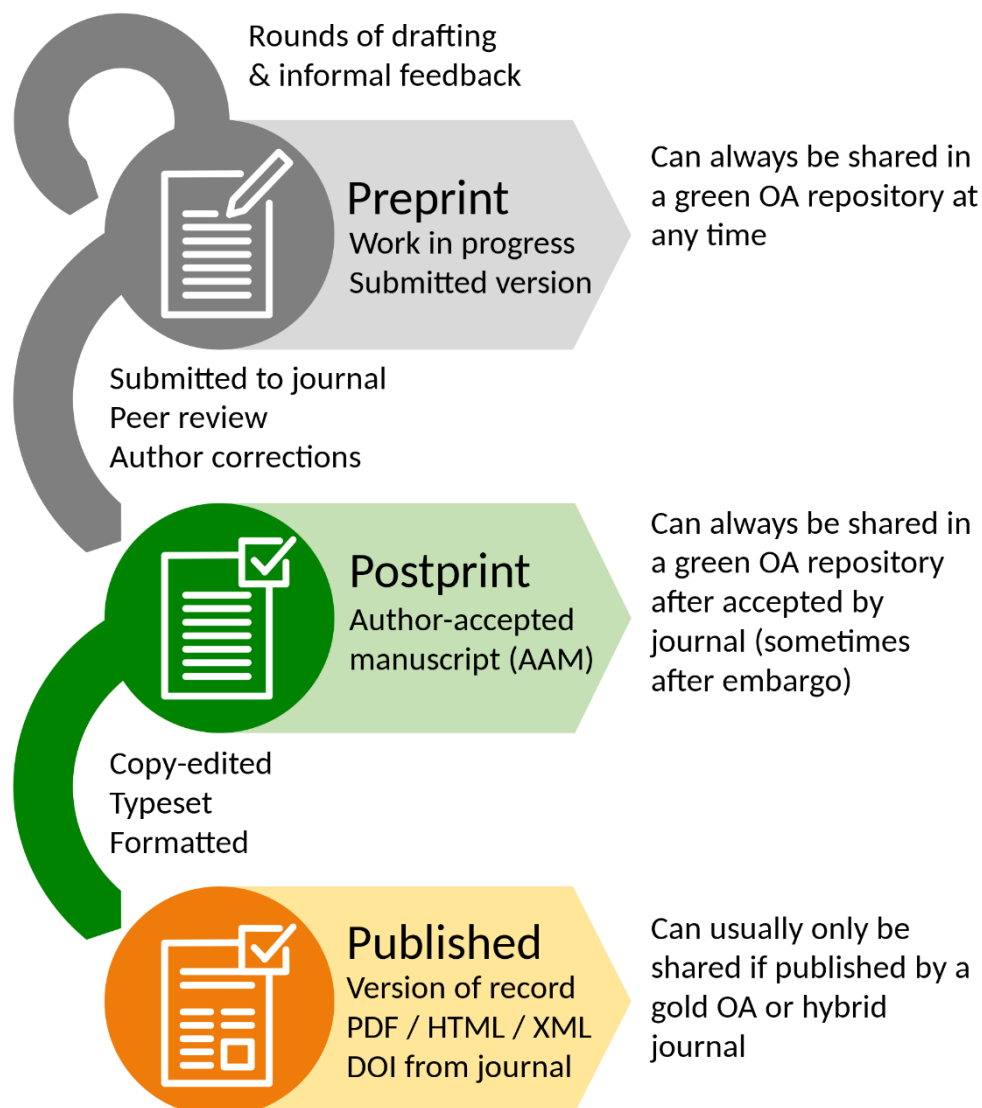 Rounds of drafting
& informal feedback
Preprint
Work in progress
Submitted version
Can always be shared in
a green OA repository at
any time
Submitted to journal
Peer review
Author corrections
Postprint
Author-accepted
manuscript (AAM)
Can always be shared in
a green OA repository
after accepted by
journal (sometimes
after embargo)
Copy-edited
Typeset
Formatted
Published
Version of record
PDF / HTML / XML
DOI from journal
Can usually only be
shared if published by a
gold OA or hybrid
journal